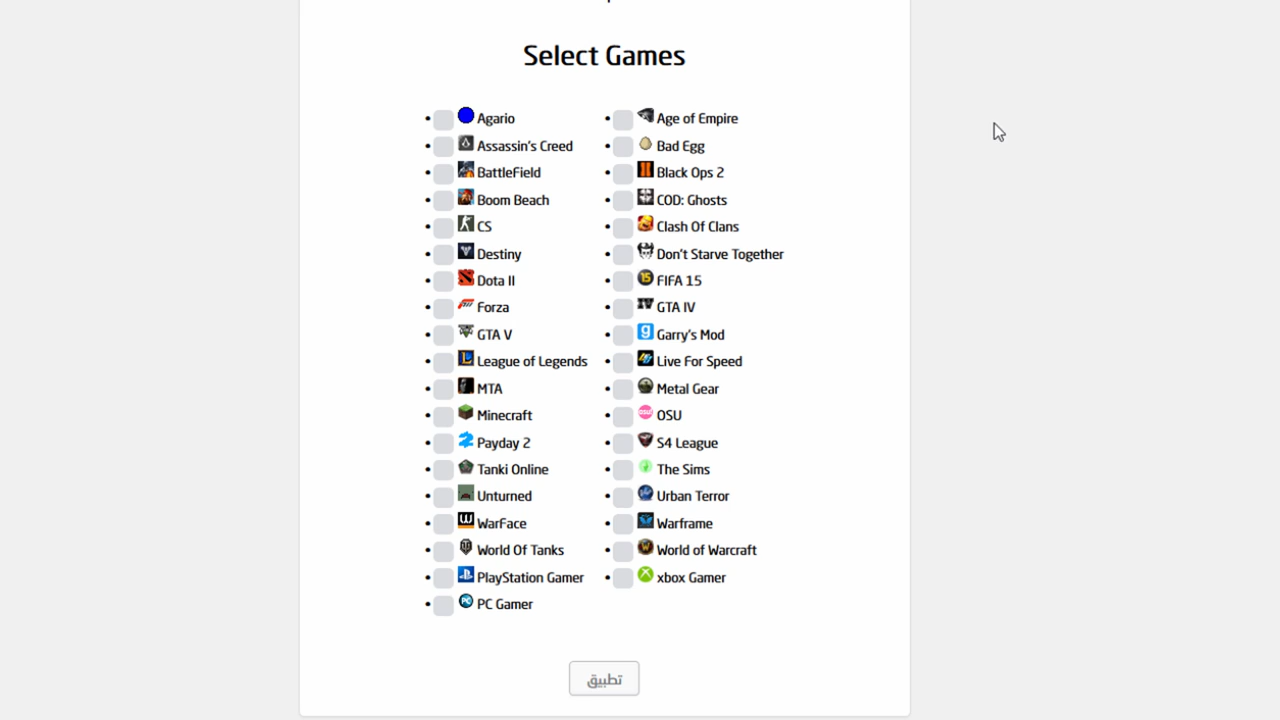 Select Games
Agario
Age of Empire
Assassin's Creed
Bad Egg
BattleField
Black Ops 2
Boom Beach
COD: Ghosts
CS
Clash Of Clans
Destiny
Don't Starve Together
Dota II
FIFA 15
Forza
GTA IV
GTA V
Garry's Mod
League of Legends
Live For Speed
MTA
Metal Gear
Minecraft
OSU
Payday 2
S4 League
Tanki Online
The Sims
Unturned
Urban Terror
WarFace
Warframe
World Of Tanks
World of Warcraft
PlayStation Gamer
xbox Gamer
PC Gamer
تطبيق